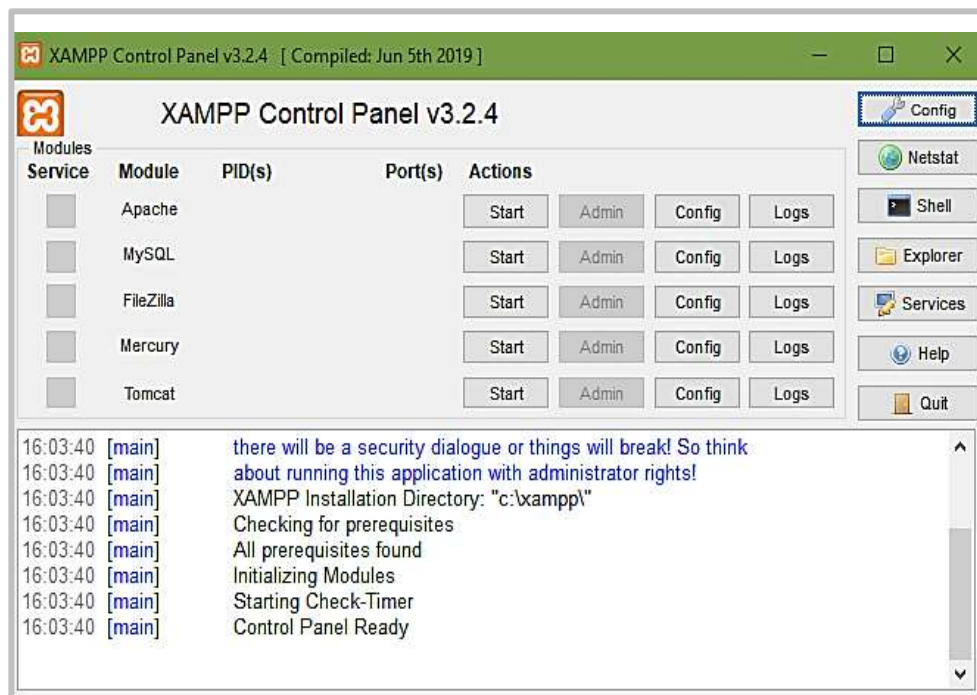 XAMPP Control Panel v3.2.4 [ Compiled: Jun 5th 2019 ]
XAMPP Control Panel v3.2.4
Config
Modules
Netstat
Service Module PID(s) Port(s) Actions
Apache Start Admin Config Logs
Shell
MySQL Start Admin Config Logs
Explorer
FileZilla Start Admin Config Logs
Services
Mercury Start Admin Config Logs
Help
Tomcat Start Admin Config Logs
Quit
16:03:40 [main] there will be a security dialogue or things will break! So think
16:03:40 [main] about running this application with administrator rights!
16:03:40 [main] XAMPP Installation Directory: "c:\xampp\"
16:03:40 [main] Checking for prerequisites
16:03:40 [main] All prerequisites found
16:03:40 [main] Initializing Modules
16:03:40 [main] Starting Check-Timer
16:03:40 [main] Control Panel Ready